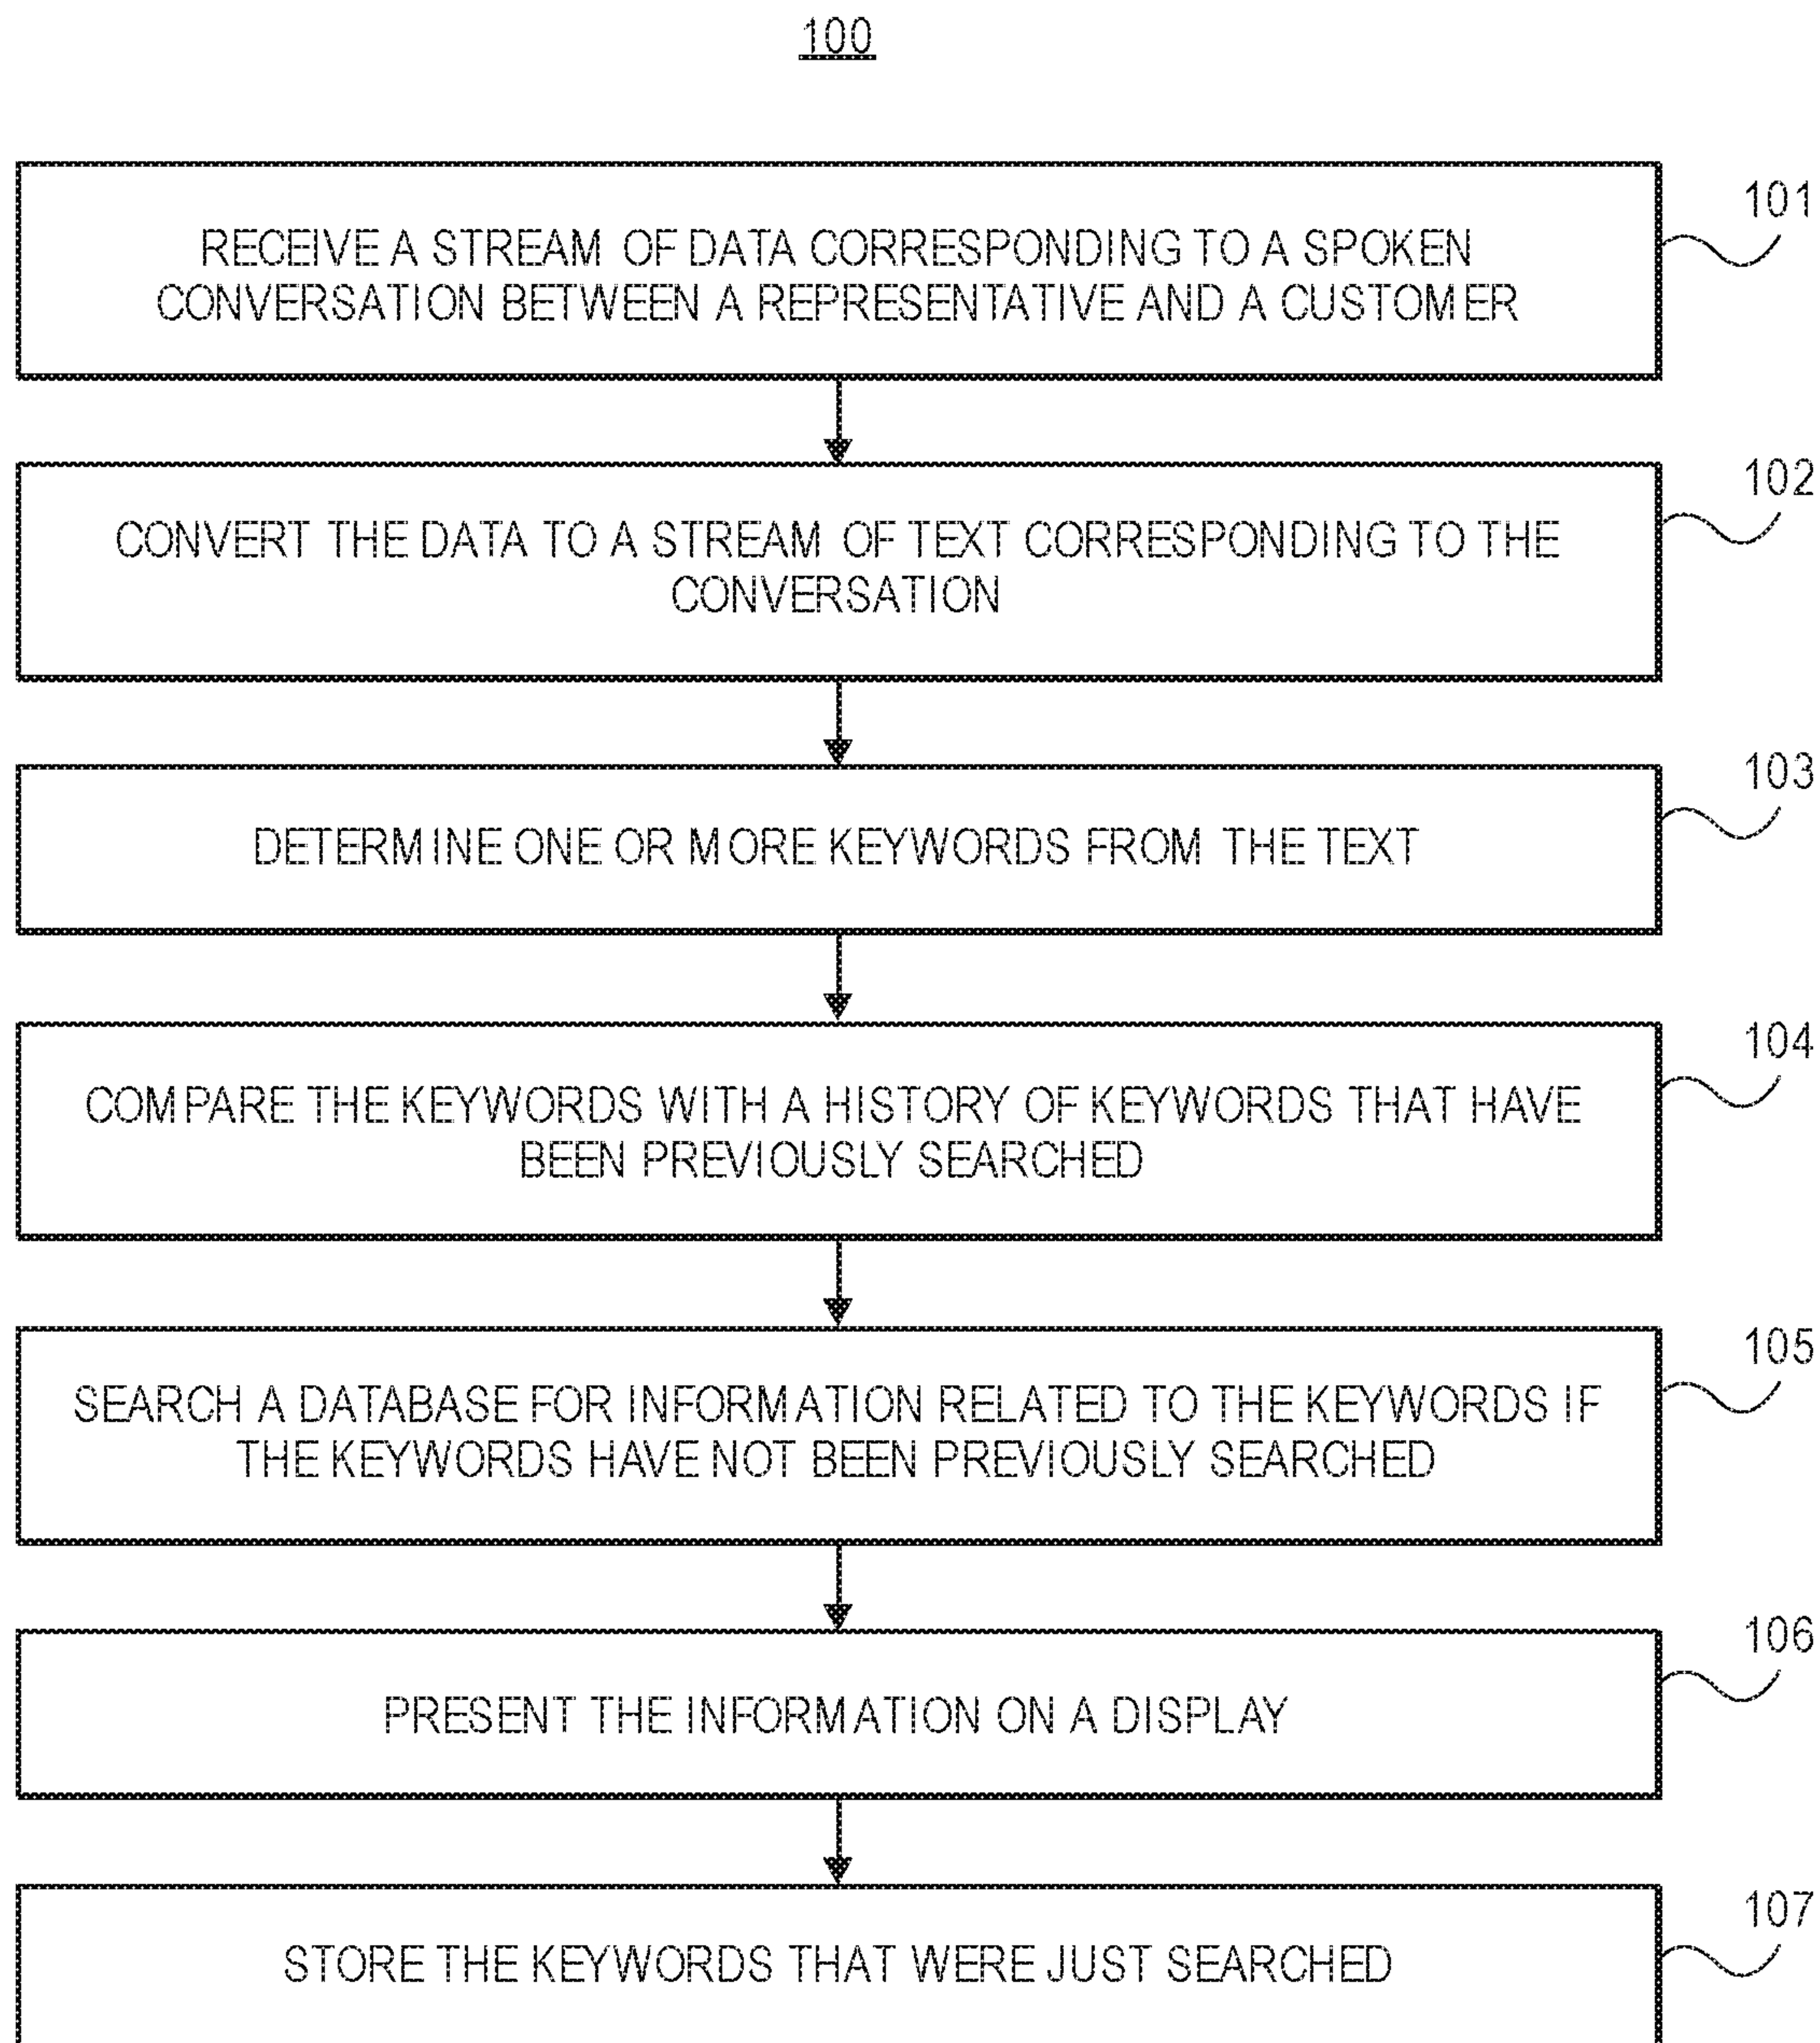 100
RECEIVE A STREAM OF DATA CORRESPONDING TO A SPOKEN
CONVERSATION BETWEEN A REPRESENTATIVE AND A CUSTOMER
101
CONVERT THE DATA TO A STREAM OF TEXT CORRESPONDING TO THE
CONVERSATION
102
DETERMINE ONE OR MORE KEYWORDS FROM THE TEXT
103
COMPARE THE KEYWORDS WITH A HISTORY OF KEYWORDS THAT HAVE
BEEN PREVIOUSLY SEARCHED
104
SEARCH A DATABASE FOR INFORMATION RELATED TO THE KEYWORDS IF
THE KEYWORDS HAVE NOT BEEN PREVIOUSLY SEARCHED
105
PRESENT THE INFORMATION ON A DISPLAY
106
STORE THE KEYWORDS THAT WERE JUST SEARCHED
107